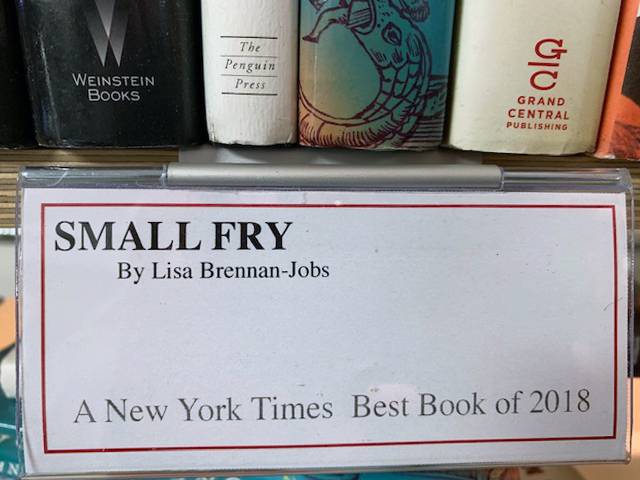 WEINSTEIN
BOOKS
The
Penguin
Press
GRAND
CENTRAL
PUBLISHING
SMALL FRY
By Lisa Brennan-Jobs
A New York Times Best Book of 2018